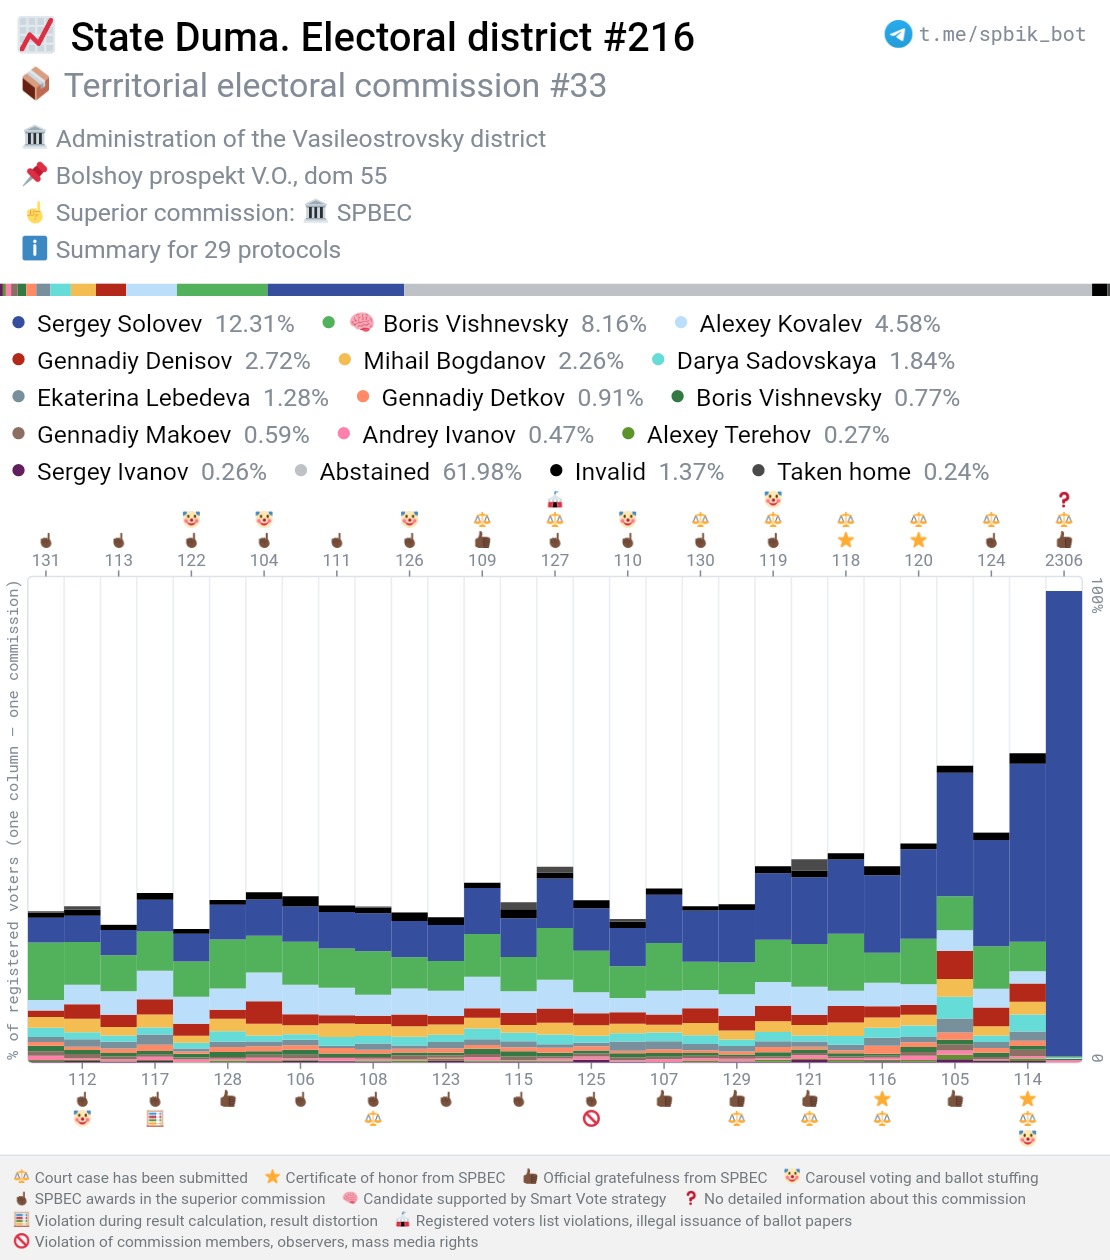 State Duma. Electoral district #216
t.me/spbik_bot
Territorial electoral commission #33
Administration of the Vasileostrovsky district
Bolshoy prospekt V.O., dom 55
Superior commission: SPBEC
Summary for 29 protocols
Sergey Solovev 12.31% Boris Vishnevsky 8.16% Alexey Kovalev 4.58%
Gennadiy Denisov 2.72% Mihail Bogdanov 2.26% Darya Sadovskaya 1.84%
Ekaterina Lebedeva 1.28% Gennadiy Detkov 0.91% Boris Vishnevsky 0.77%
Gennadiy Makoev 0.59% Andrey Ivanov 0.47% Alexey Terehov 0.27%
Sergey Ivanov 0.26% Abstained 61.98% Invalid 1.37% Taken home 0.24%
131 113 122 104 111 126 109 127 110 130 119 118 120 124 2306
% of registered voters (one column – one commission)
100%
0
112 117 128 106 108 123 115 125 107 129 121 116 105 114
Court case has been submitted Certificate of honor from SPBEC Official gratefulness from SPBEC Carousel voting and ballot stuffing
SPBEC awards in the superior commission Candidate supported by Smart Vote strategy No detailed information about this commission
Violation during result calculation, result distortion Registered voters list violations, illegal issuance of ballot papers
Violation of commission members, observers, mass media rights